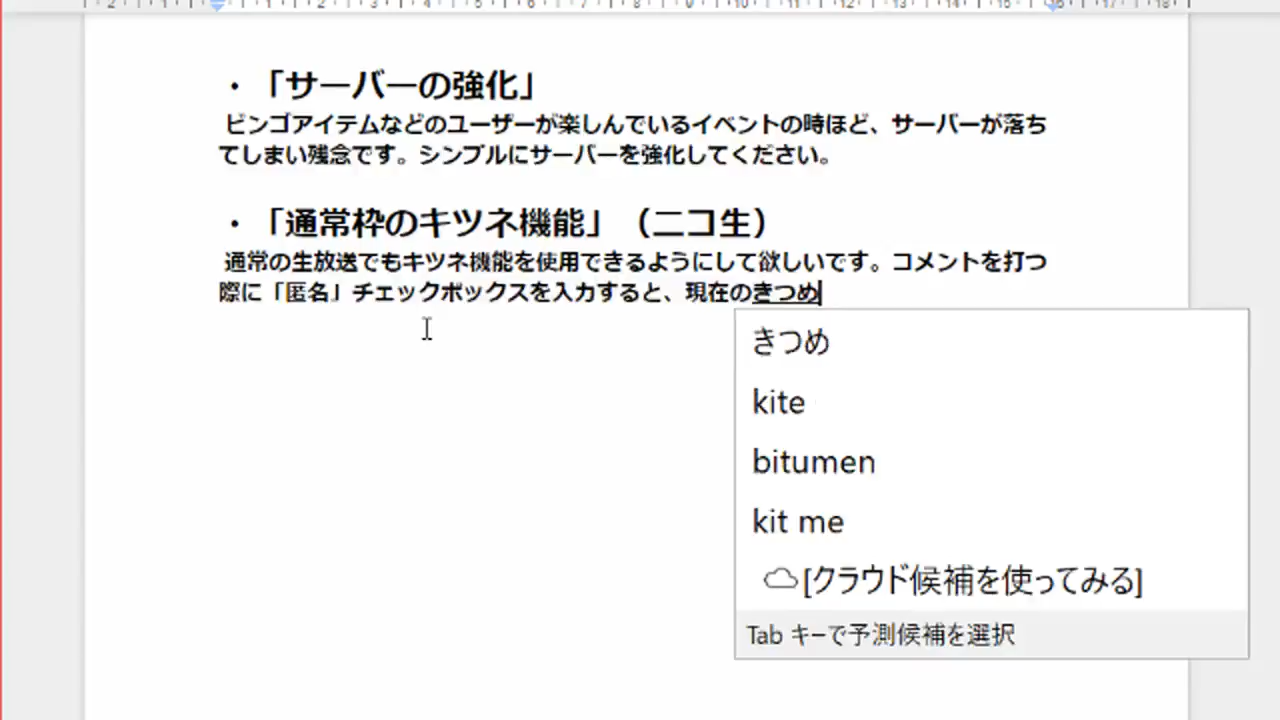 ・「サーバーの強化」
ビンゴアイテムなどのユーザーが楽しんでいるイベントの時ほど、サーバーが落ち
てしまい残念です。シンプルにサーバーを強化してください。
・「通常枠のキツネ機能」（ニコ生）
通常の生放送でもキツネ機能を使用できるようにして欲しいです。コメントを打つ
際に「匿名」チェックボックスを入力すると、現在のきつめ
きつめ
kite
bitumen
kit me
[クラウド候補を使ってみる]
Tab キーで予測候補を選択